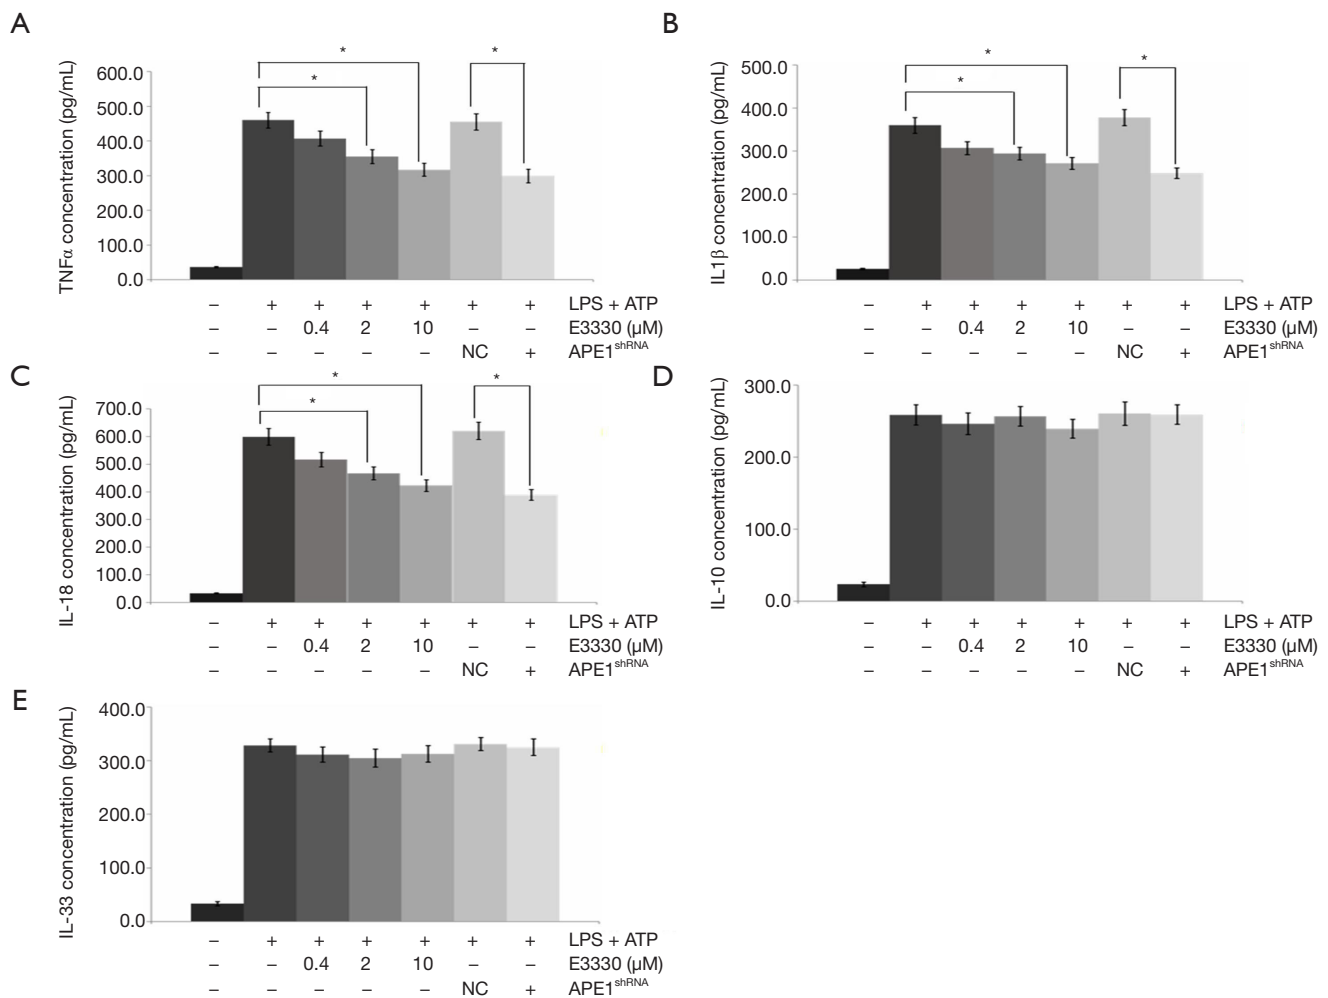 A
TNFα concentration (pg/mL)
600.0
500.0
400.0
300.0
200.0
100.0
0.0
* * *
– + + + + + + LPS + ATP
– – 0.4 2 10 – – E3330 (µM)
– – – – – NC + APE1shRNA
B
IL1β concentration (pg/mL)
500.0
400.0
300.0
200.0
100.0
0.0
* * *
– + + + + + + LPS + ATP
– – 0.4 2 10 – – E3330 (µM)
– – – – – NC + APE1shRNA
C
IL-18 concentration (pg/mL)
700.0
600.0
500.0
400.0
300.0
200.0
100.0
0.0
* * *
– + + + + + + LPS + ATP
– – 0.4 2 10 – – E3330 (µM)
– – – – – NC + APE1shRNA
D
IL-10 concentration (pg/mL)
300.0
200.0
100.0
0.0
– + + + + + + LPS + ATP
– – 0.4 2 10 – – E3330 (µM)
– – – – – NC + APE1shRNA
E
IL-33 concentration (pg/mL)
400.0
300.0
200.0
100.0
0.0
– + + + + + + LPS + ATP
– – 0.4 2 10 – – E3330 (µM)
– – – – – NC + APE1shRNA